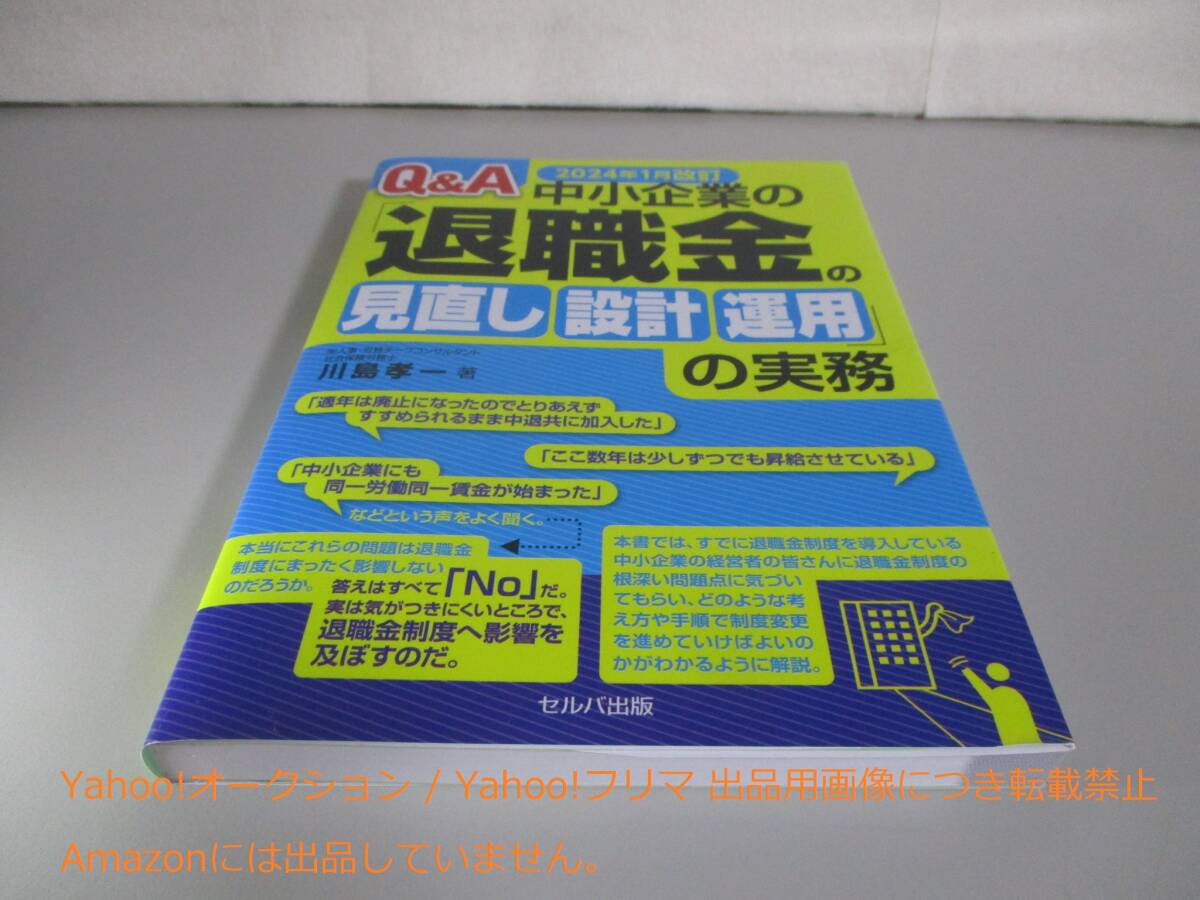 Q&A
2024年1月改訂
中小企業の
「退職金の
見直し 設計 運用」
の実務
社会保険労務士
川島孝一 著
「適年は廃止になったのでとりあえず
すすめられるまま中退共に加入した」
「ここ数年は少しずつでも昇給させている」
「中小企業にも
同一労働同一賃金が始まった」
などという声をよく聞く。
本当にこれらの問題は退職金
制度にまったく影響しない
のだろうか。
答えはすべて「No」だ。
実は気がつきにくいところで、
退職金制度へ影響を
及ぼすのだ。
本書では、すでに退職金制度を導入している
中小企業の経営者の皆さんに退職金制度の
根深い問題点に気づい
てもらい、どのような考
え方や手順で制度変更
を進めていけばよいの
かがわかるように解説。
セルバ出版
Yahoo!オークション / Yahoo!フリマ 出品用画像につき転載禁止
Amazonには出品していません。